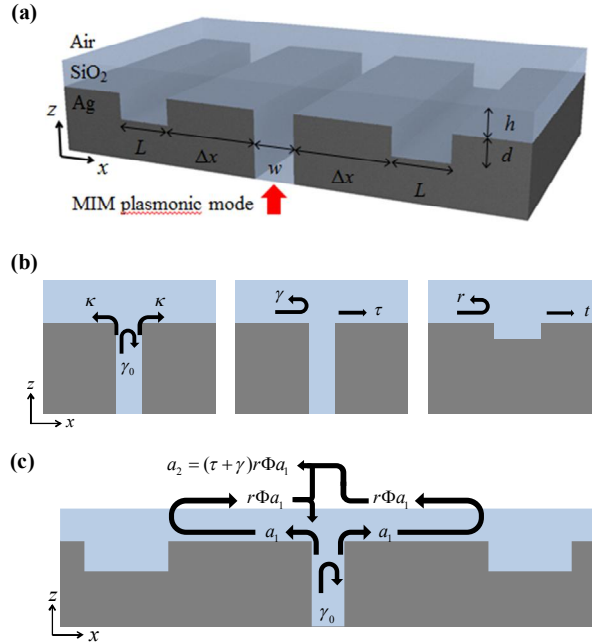 (a)
Air
SiO₂
Ag
z
x
L
Δx
w
Δx
L
h
d
MIM plasmonic mode
(b)
κ κ
γ₀
γ
τ
r
t
z
x
(c)
a₂ = (τ + γ)rΦa₁
rΦa₁ rΦa₁
a₁ a₁
γ₀
z
x